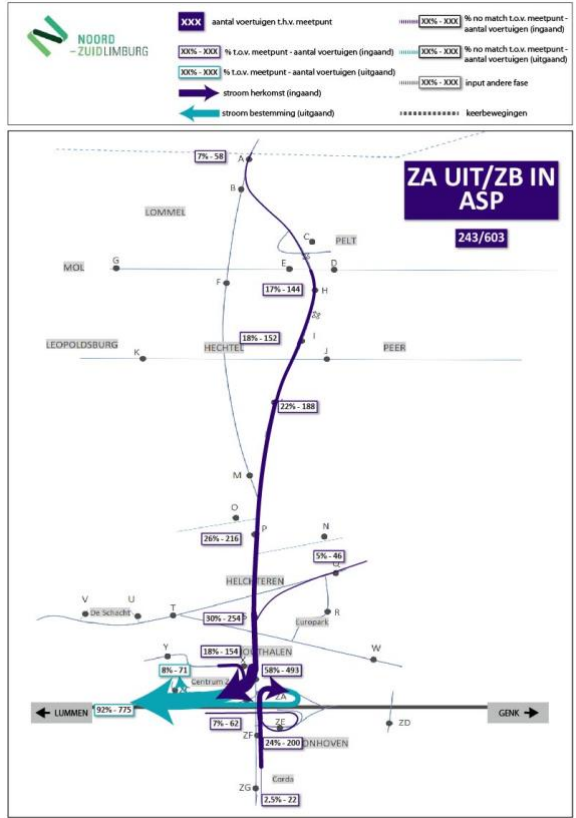 NOORD
-ZUIDLIMBURG
XXX aantal voertuigen t.h.v. meetpunt
XX% - XXX % t.o.v. meetpunt - aantal voertuigen (ingaand)
XX% - XXX % t.o.v. meetpunt - aantal voertuigen (uitgaand)
stroom herkomst (ingaand)
stroom bestemming (uitgaand)
XX% - XXX % no match t.o.v. meetpunt -
aantal voertuigen (ingaand)
XX% - XXX % no match t.o.v. meetpunt -
aantal voertuigen (uitgaand)
XX% - XXX input andere fase
keerbewegingen
ZA UIT/ZB IN
ASP
243/603
7% - 58
A
B
LOMMEL
C
PELT
MOL
G
E
D
F
17% - 144
H
18% - 152
I
LEOPOLDSBURG
HECHTEL
PEER
K
J
22% - 188
M
O
P
N
26% - 216
5% - 46
Q
HELCHTEREN
V
U
De Schacht
T
30% - 254
S
R
Europark
Y
18% - 154
HOUTHALEN
W
8% - 71
58% - 493
Centrum Z
ZA
LUMMEN
92% - 775
GENK
7% - 62
ZE
ZD
ZF
24% - 200
ONHOVEN
Corda
ZG
2,5% - 22